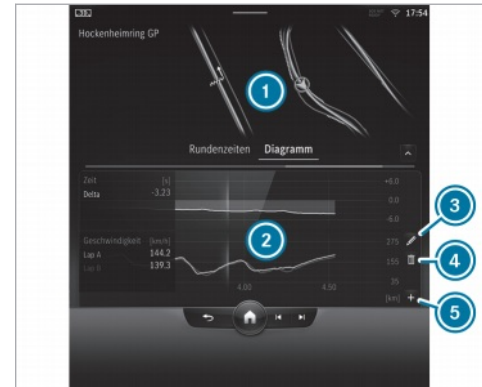 17:54
Hockenheimring GP
1
Rundenzeiten Diagramm
Zeit [s]
Delta -3.23
+6.0
0.0
-6.0
3
2
Geschwindigkeit [km/h]
Lap A 144.2
Lap B 139.3
275
155
35
4
4.00 4.90
[km]
5